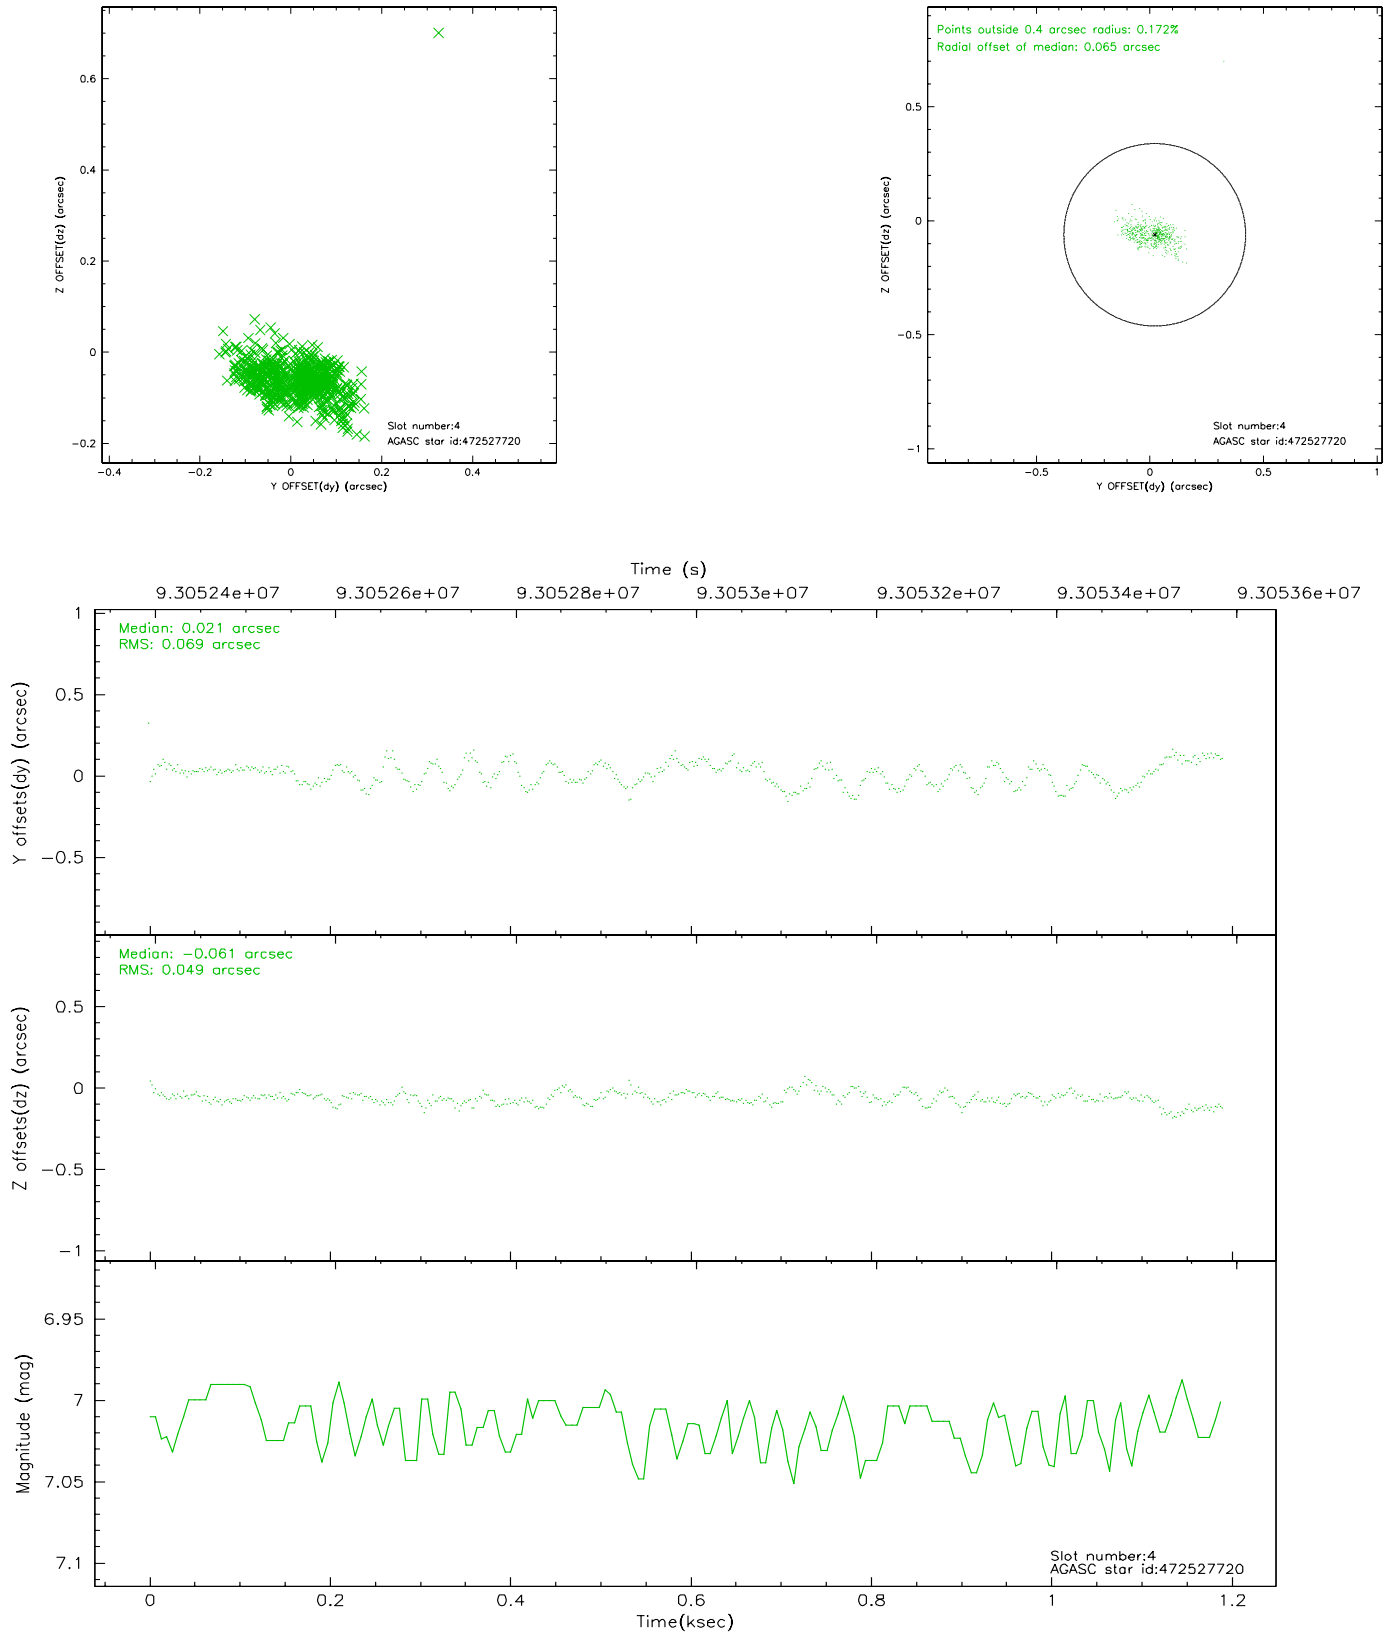 0.6
0.4
0.2
0
−0.2
−0.4
−0.2
0
0.2
0.4
Z OFFSET(dz) (arcsec)
Y OFFSET(dy) (arcsec)
Slot number:4
AGASC star id:472527720
Points outside 0.4 arcsec radius: 0.172%
Radial offset of median: 0.065 arcsec
0.5
0
−0.5
−1
−0.5
0
0.5
1
Z OFFSET(dz) (arcsec)
Y OFFSET(dy) (arcsec)
Slot number:4
AGASC star id:472527720
Time (s)
9.30524e+07
9.30526e+07
9.30528e+07
9.3053e+07
9.30532e+07
9.30534e+07
9.30536e+07
Median: 0.021 arcsec
RMS: 0.069 arcsec
1
0.5
0
−0.5
Y offsets(dy) (arcsec)
Median: −0.061 arcsec
RMS: 0.049 arcsec
0.5
0
−0.5
−1
Z offsets(dz) (arcsec)
6.95
7
7.05
7.1
Magnitude (mag)
Slot number:4
AGASC star id:472527720
0
0.2
0.4
0.6
0.8
1
1.2
Time(ksec)